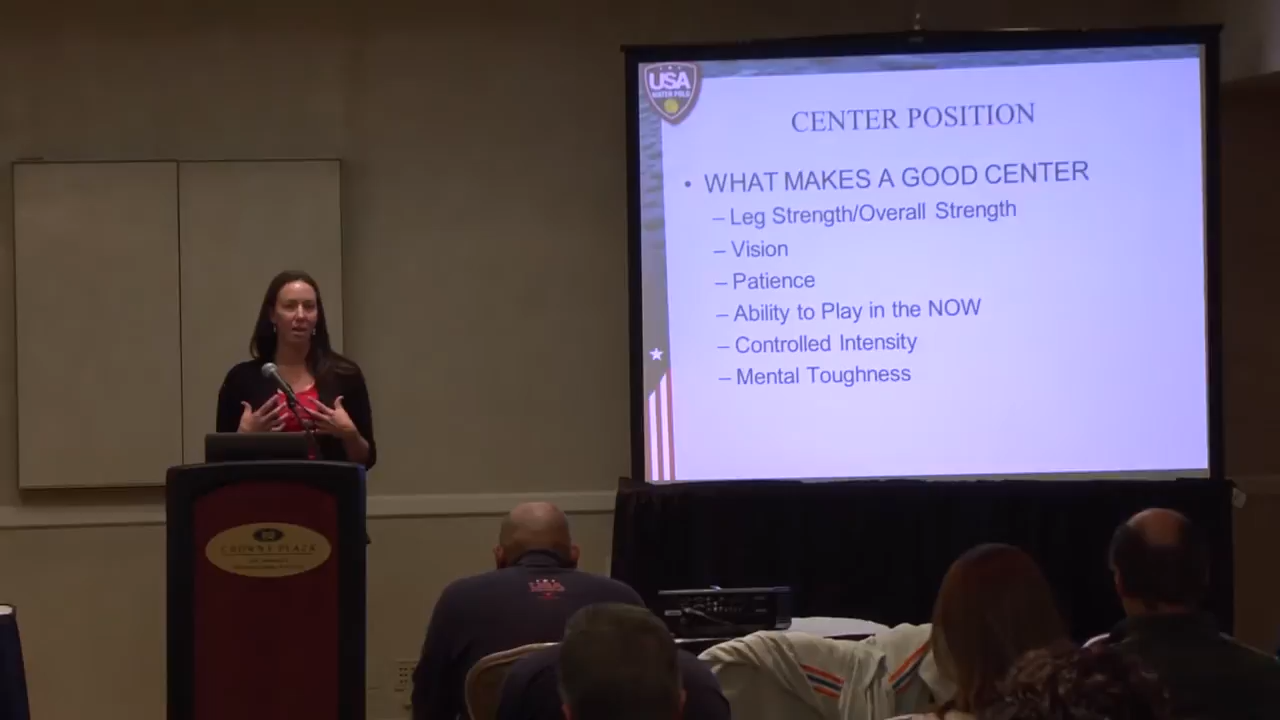 USA
WATER POLO
CENTER POSITION
• WHAT MAKES A GOOD CENTER
– Leg Strength/Overall Strength
– Vision
– Patience
– Ability to Play in the NOW
– Controlled Intensity
– Mental Toughness
CROWNE PLAZA
USA